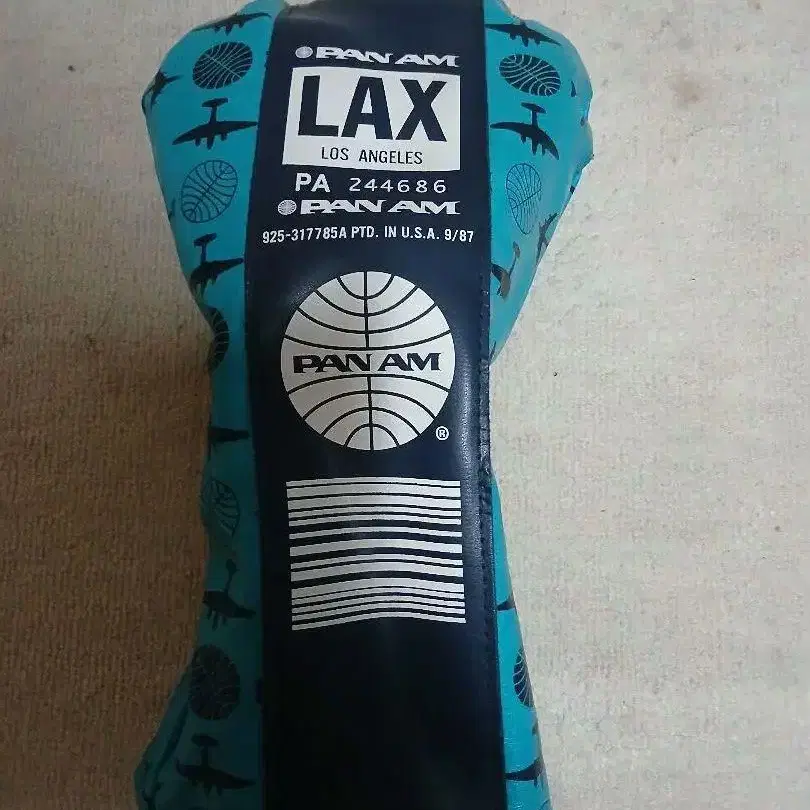 PAN AM
LAX
LOS ANGELES
PA 244686
PAN AM
925-317785A PTD. IN U.S.A. 9/87
PAN AM
®